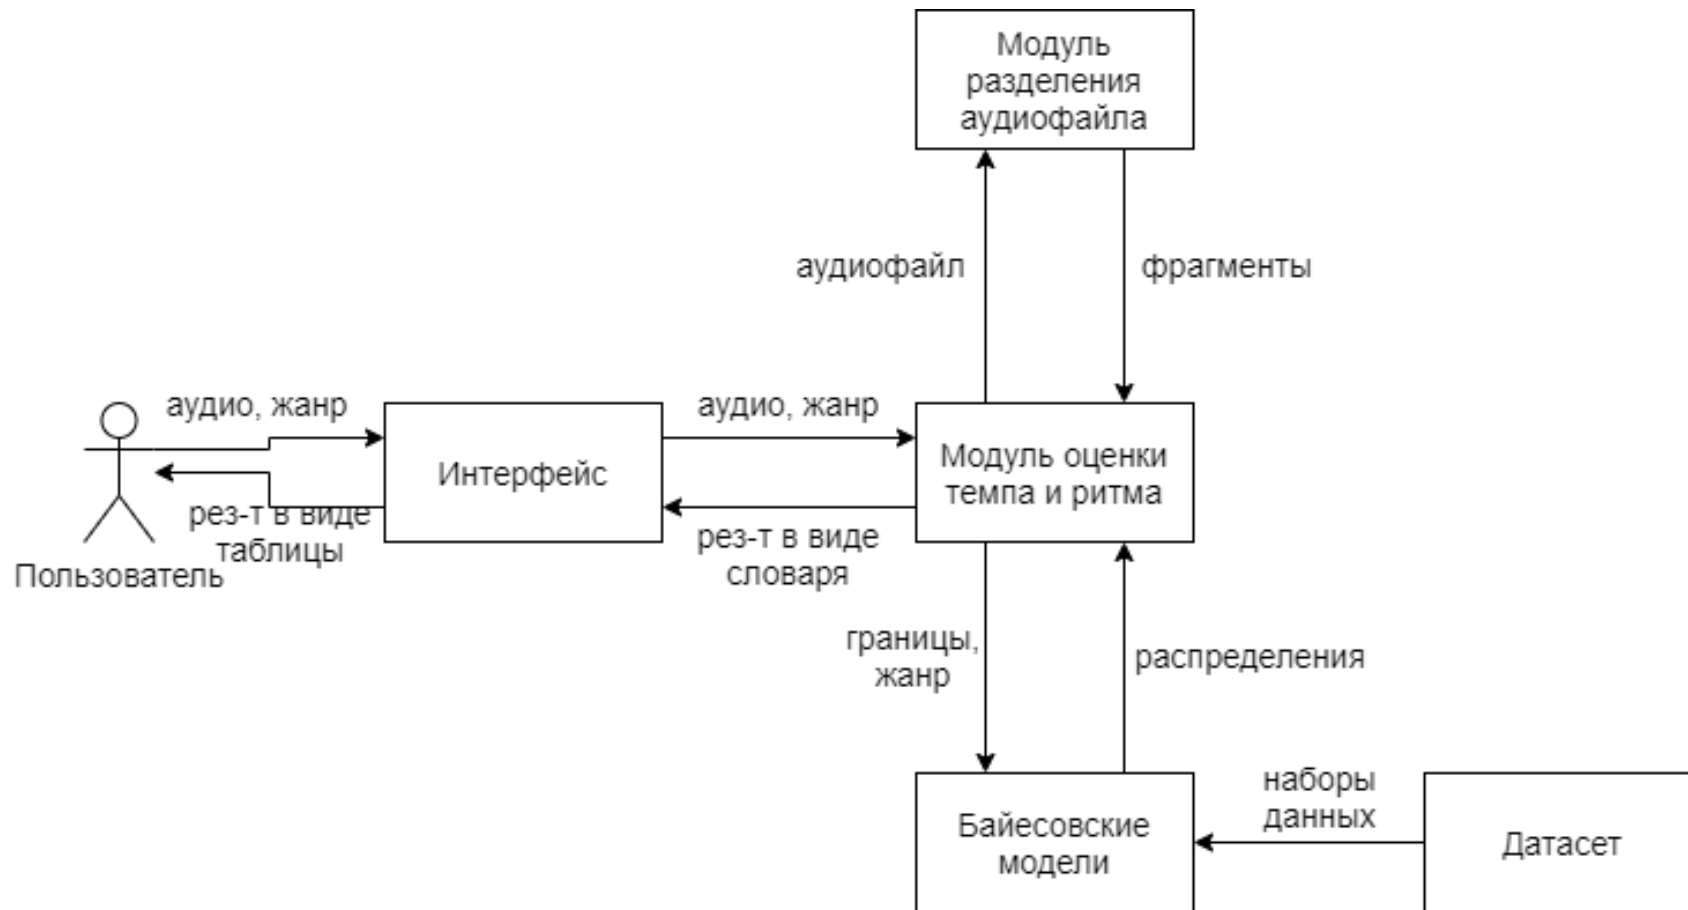 Модуль
разделения
аудиофайла
аудиофайл
фрагменты
аудио, жанр
аудио, жанр
Интерфейс
Модуль оценки
темпа и ритма
рез-т в виде
таблицы
рез-т в виде
словаря
Пользователь
границы,
жанр
распределения
наборы
данных
Байесовские
модели
Датасет